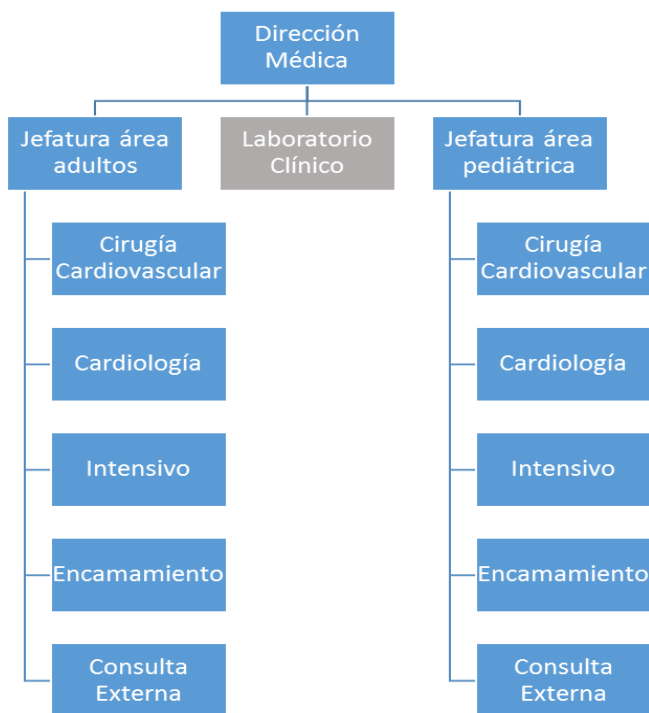 Dirección
Médica
Jefatura área
adultos
Laboratorio
Clínico
Jefatura área
pediátrica
Cirugía
Cardiovascular
Cardiología
Intensivo
Encamamiento
Consulta
Externa
Cirugía
Cardiovascular
Cardiología
Intensivo
Encamamiento
Consulta
Externa